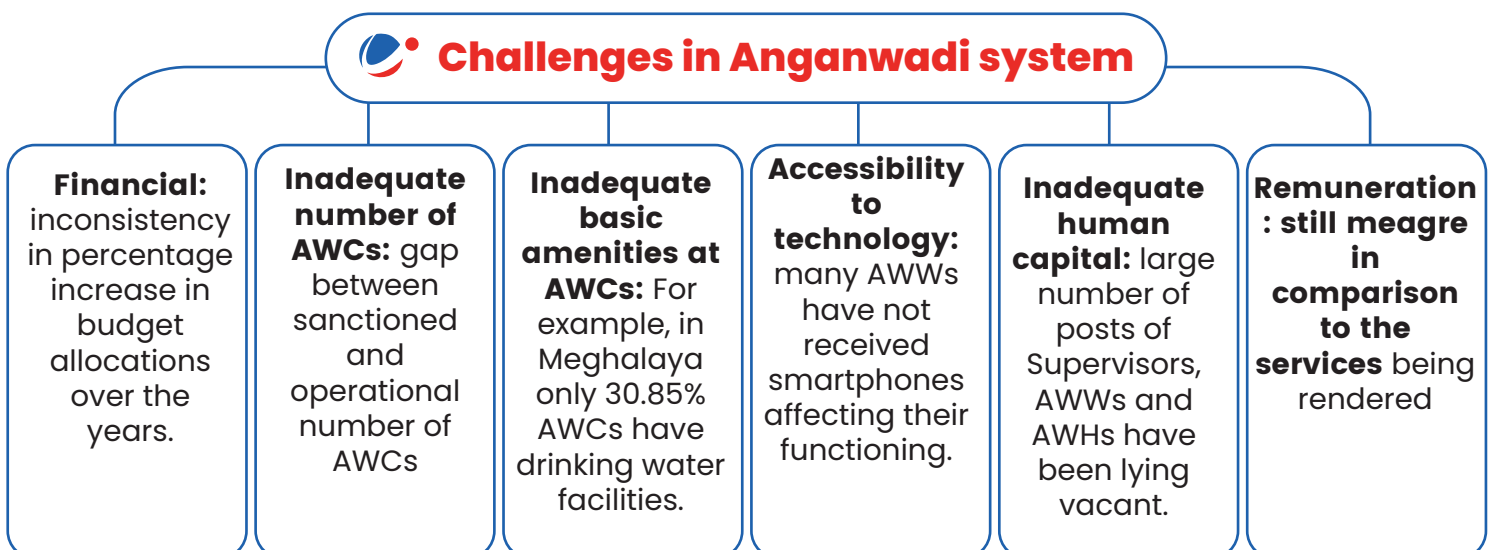 Challenges in Anganwadi system
Financial:
inconsistency
in percentage
increase in
budget
allocations
over the
years.
Inadequate
number of
AWCs: gap
between
sanctioned
and
operational
number of
AWCs
Inadequate
basic
amenities at
AWCs: For
example, in
Meghalaya
only 30.85%
AWCs have
drinking water
facilities.
Accessibility
to
technology:
many AWWs
have not
received
smartphones
affecting their
functioning.
Inadequate
human
capital: large
number of
posts of
Supervisors,
AWWs and
AWHs have
been lying
vacant.
Remuneration
: still meagre
in
comparison
to the
services being
rendered